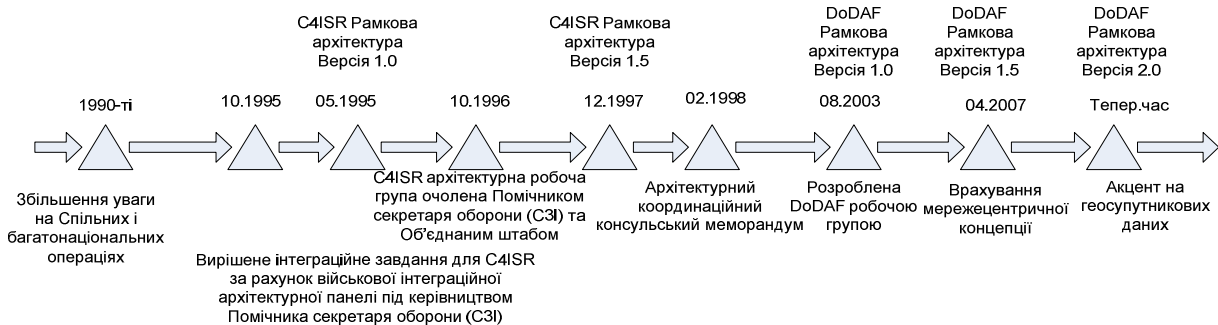 C4ISR Рамкова
архітектура
Версія 1.0
C4ISR Рамкова
архітектура
Версія 1.5
DoDAF
Рамкова
архітектура
Версія 1.0
DoDAF
Рамкова
архітектура
Версія 1.5
DoDAF
Рамкова
архітектура
Версія 2.0
1990-ті
10.1995
05.1995
10.1996
12.1997
02.1998
08.2003
04.2007
Тепер.час
Збільшення уваги
на Спільних і
багатонаціональних
операціях
Вирішене інтеграційне завдання для C4ISR
за рахунок військової інтеграційної
архітектурної панелі під керівництвом
Помічника секретаря оборони (C3I)
C4ISR архітектурна робоча
група очолена Помічником
секретаря оборони (C3I) та
Об'єднаним штабом
Архітектурний
координаційний
консульський меморандум
Розроблена
DoDAF робочою
групою
Врахування
мережецентричної
концепції
Акцент на
геосупутникових
даних